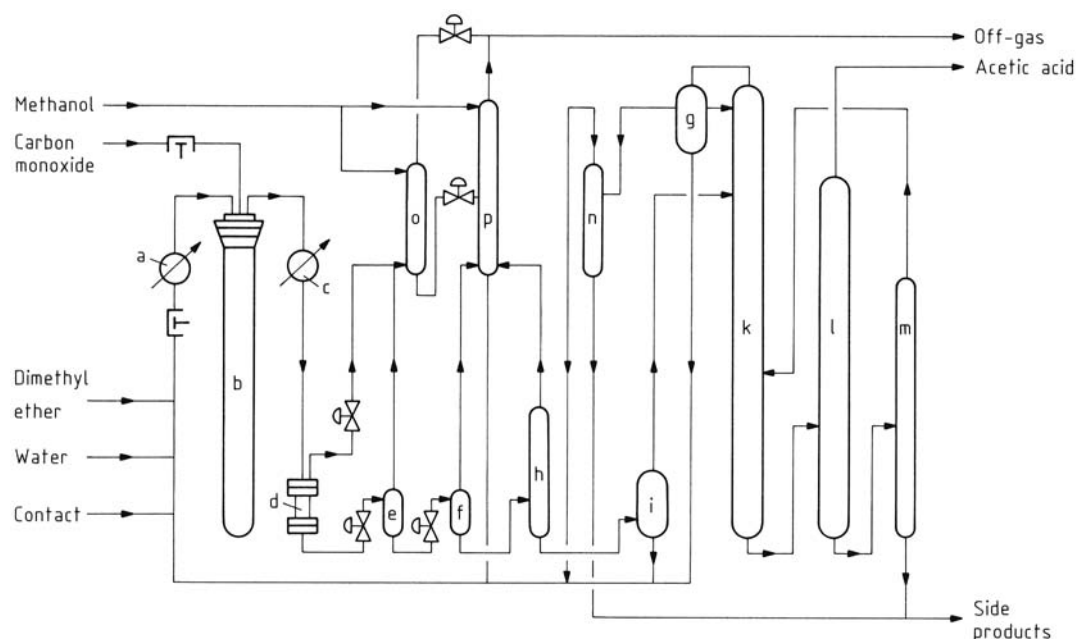 Off-gas
Acetic acid
Methanol
Carbon
monoxide
a
b
c
d
e
f
g
h
i
k
l
m
n
o
p
Dimethyl
ether
Water
Contact
Side
products